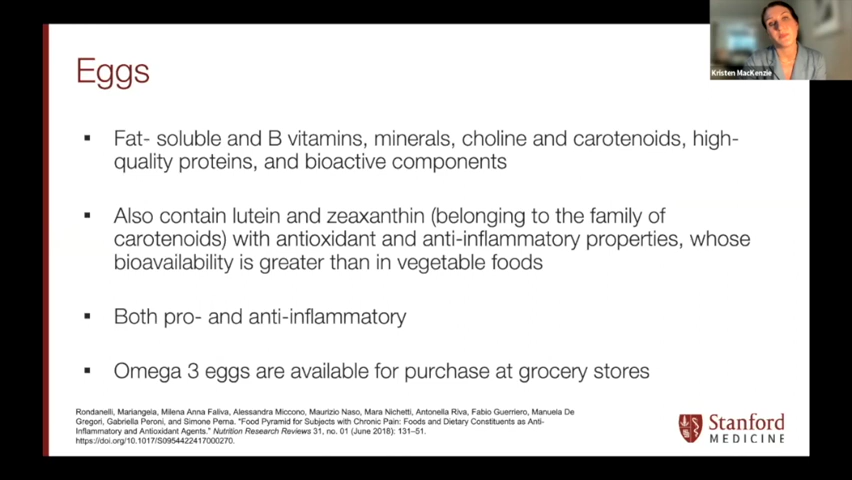 Kristen MacKenzie
Eggs
▪ Fat- soluble and B vitamins, minerals, choline and carotenoids, high-
quality proteins, and bioactive components
▪ Also contain lutein and zeaxanthin (belonging to the family of
carotenoids) with antioxidant and anti-inflammatory properties, whose
bioavailability is greater than in vegetable foods
▪ Both pro- and anti-inflammatory
▪ Omega 3 eggs are available for purchase at grocery stores
Rondanelli, Mariangela, Milena Anna Faliva, Alessandra Miccono, Maurizio Naso, Mara Nichetti, Antonella Riva, Fabio Guerriero, Manuela De
Gregori, Gabriella Peroni, and Simone Perna. "Food Pyramid for Subjects with Chronic Pain: Foods and Dietary Constituents as Anti-
Inflammatory and Antioxidant Agents." Nutrition Research Reviews 31, no. 01 (June 2018): 131–51.
https://doi.org/10.1017/S0954422417000270.
Stanford
MEDICINE